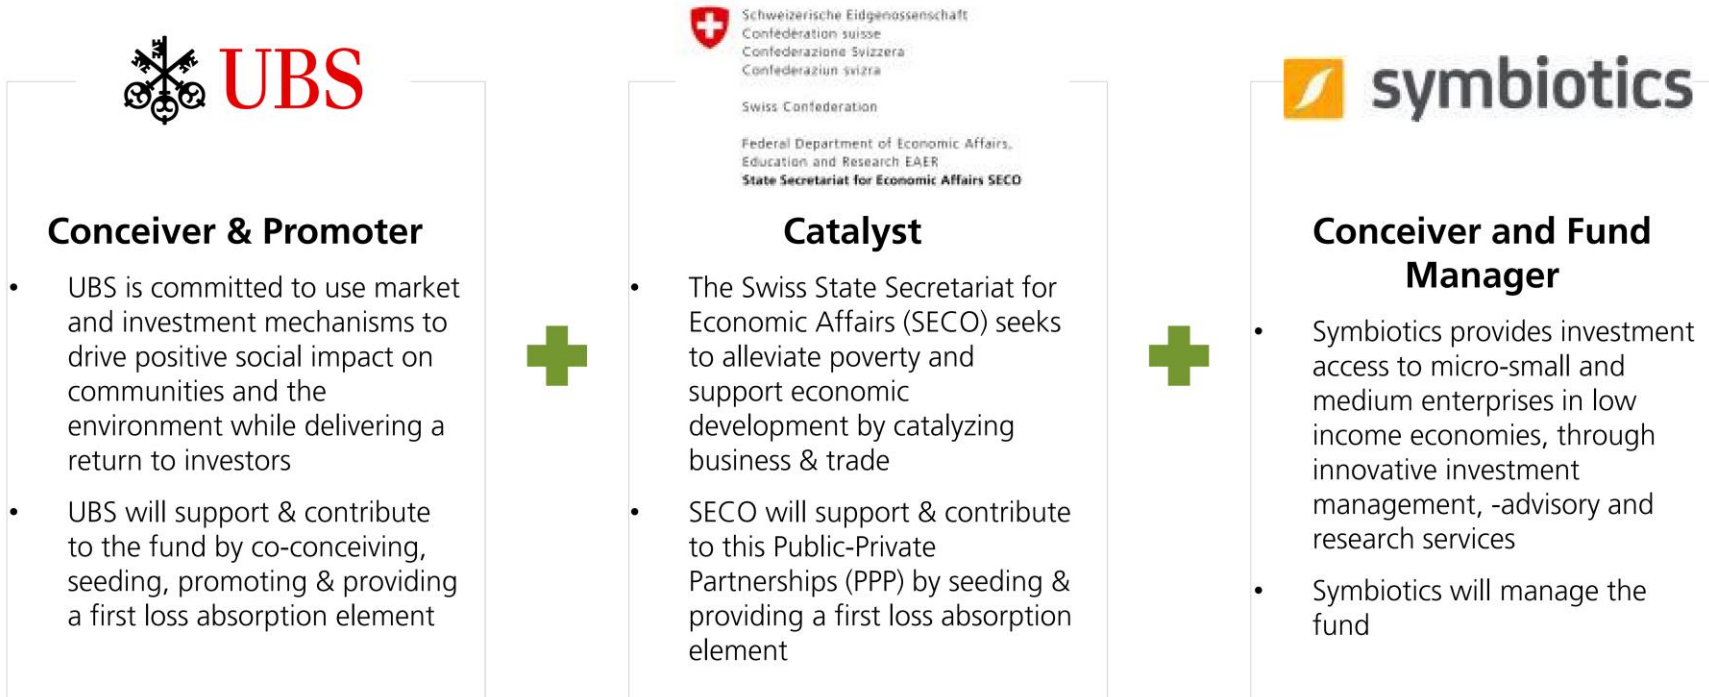 UBS
Conceiver & Promoter
• UBS is committed to use market
and investment mechanisms to
drive positive social impact on
communities and the
environment while delivering a
return to investors
• UBS will support & contribute
to the fund by co-conceiving,
seeding, promoting & providing
a first loss absorption element
Schweizerische Eidgenossenschaft
Confédération suisse
Confederazione Svizzera
Confederaziun svizra
Swiss Confederation
Federal Department of Economic Affairs,
Education and Research EAER
State Secretariat for Economic Affairs SECO
Catalyst
• The Swiss State Secretariat for
Economic Affairs (SECO) seeks
to alleviate poverty and
support economic
development by catalyzing
business & trade
• SECO will support & contribute
to this Public-Private
Partnerships (PPP) by seeding &
providing a first loss absorption
element
symbiotics
Conceiver and Fund
Manager
• Symbiotics provides investment
access to micro-small and
medium enterprises in low
income economies, through
innovative investment
management, -advisory and
research services
• Symbiotics will manage the
fund